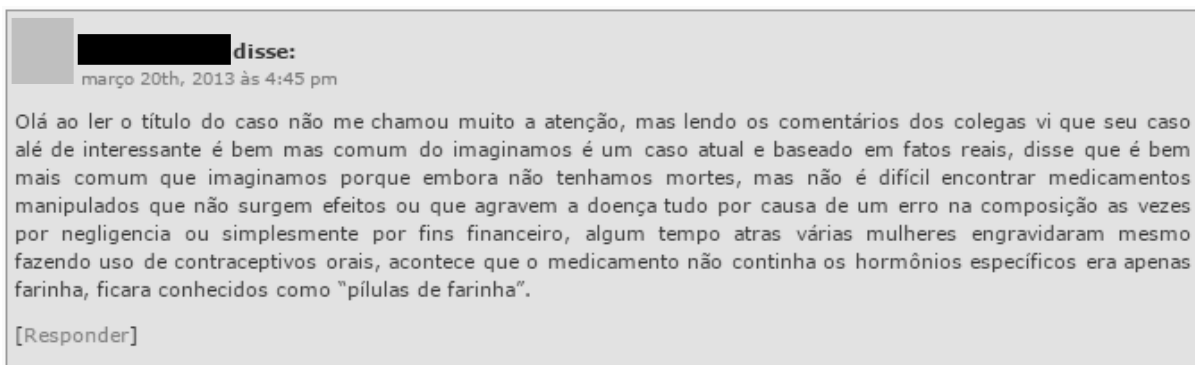 disse:
março 20th, 2013 às 4:45 pm
Olá ao ler o título do caso não me chamou muito a atenção, mas lendo os comentários dos colegas vi que seu caso
alé de interessante é bem mas comum do imaginamos é um caso atual e baseado em fatos reais, disse que é bem
mais comum que imaginamos porque embora não tenhamos mortes, mas não é difícil encontrar medicamentos
manipulados que não surgem efeitos ou que agravem a doença tudo por causa de um erro na composição as vezes
por negligencia ou simplesmente por fins financeiro, algum tempo atras várias mulheres engravidaram mesmo
fazendo uso de contraceptivos orais, acontece que o medicamento não continha os hormônios específicos era apenas
farinha, ficara conhecidos como “pílulas de farinha”.
[Responder]